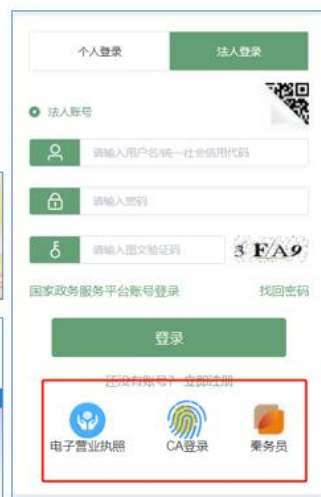 个人登录 法人登录
法人账号
请输入用户名/统一社会信用代码
请输入密码
请输入图文验证码 3 F/A9
国家政务服务平台账号登录 找回密码
登录
还没有账号？ 立即注册
电子营业执照 CA登录 秦务员